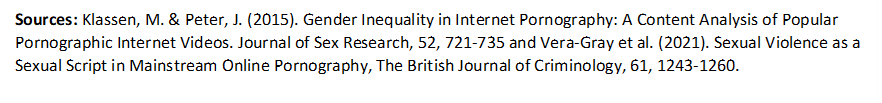 Sources: Klassen, M. & Peter, J. (2015). Gender Inequality in Internet Pornography: A Content Analysis of Popular
Pornographic Internet Videos. Journal of Sex Research, 52, 721-735 and Vera-Gray et al. (2021). Sexual Violence as a
Sexual Script in Mainstream Online Pornography, The British Journal of Criminology, 61, 1243-1260.